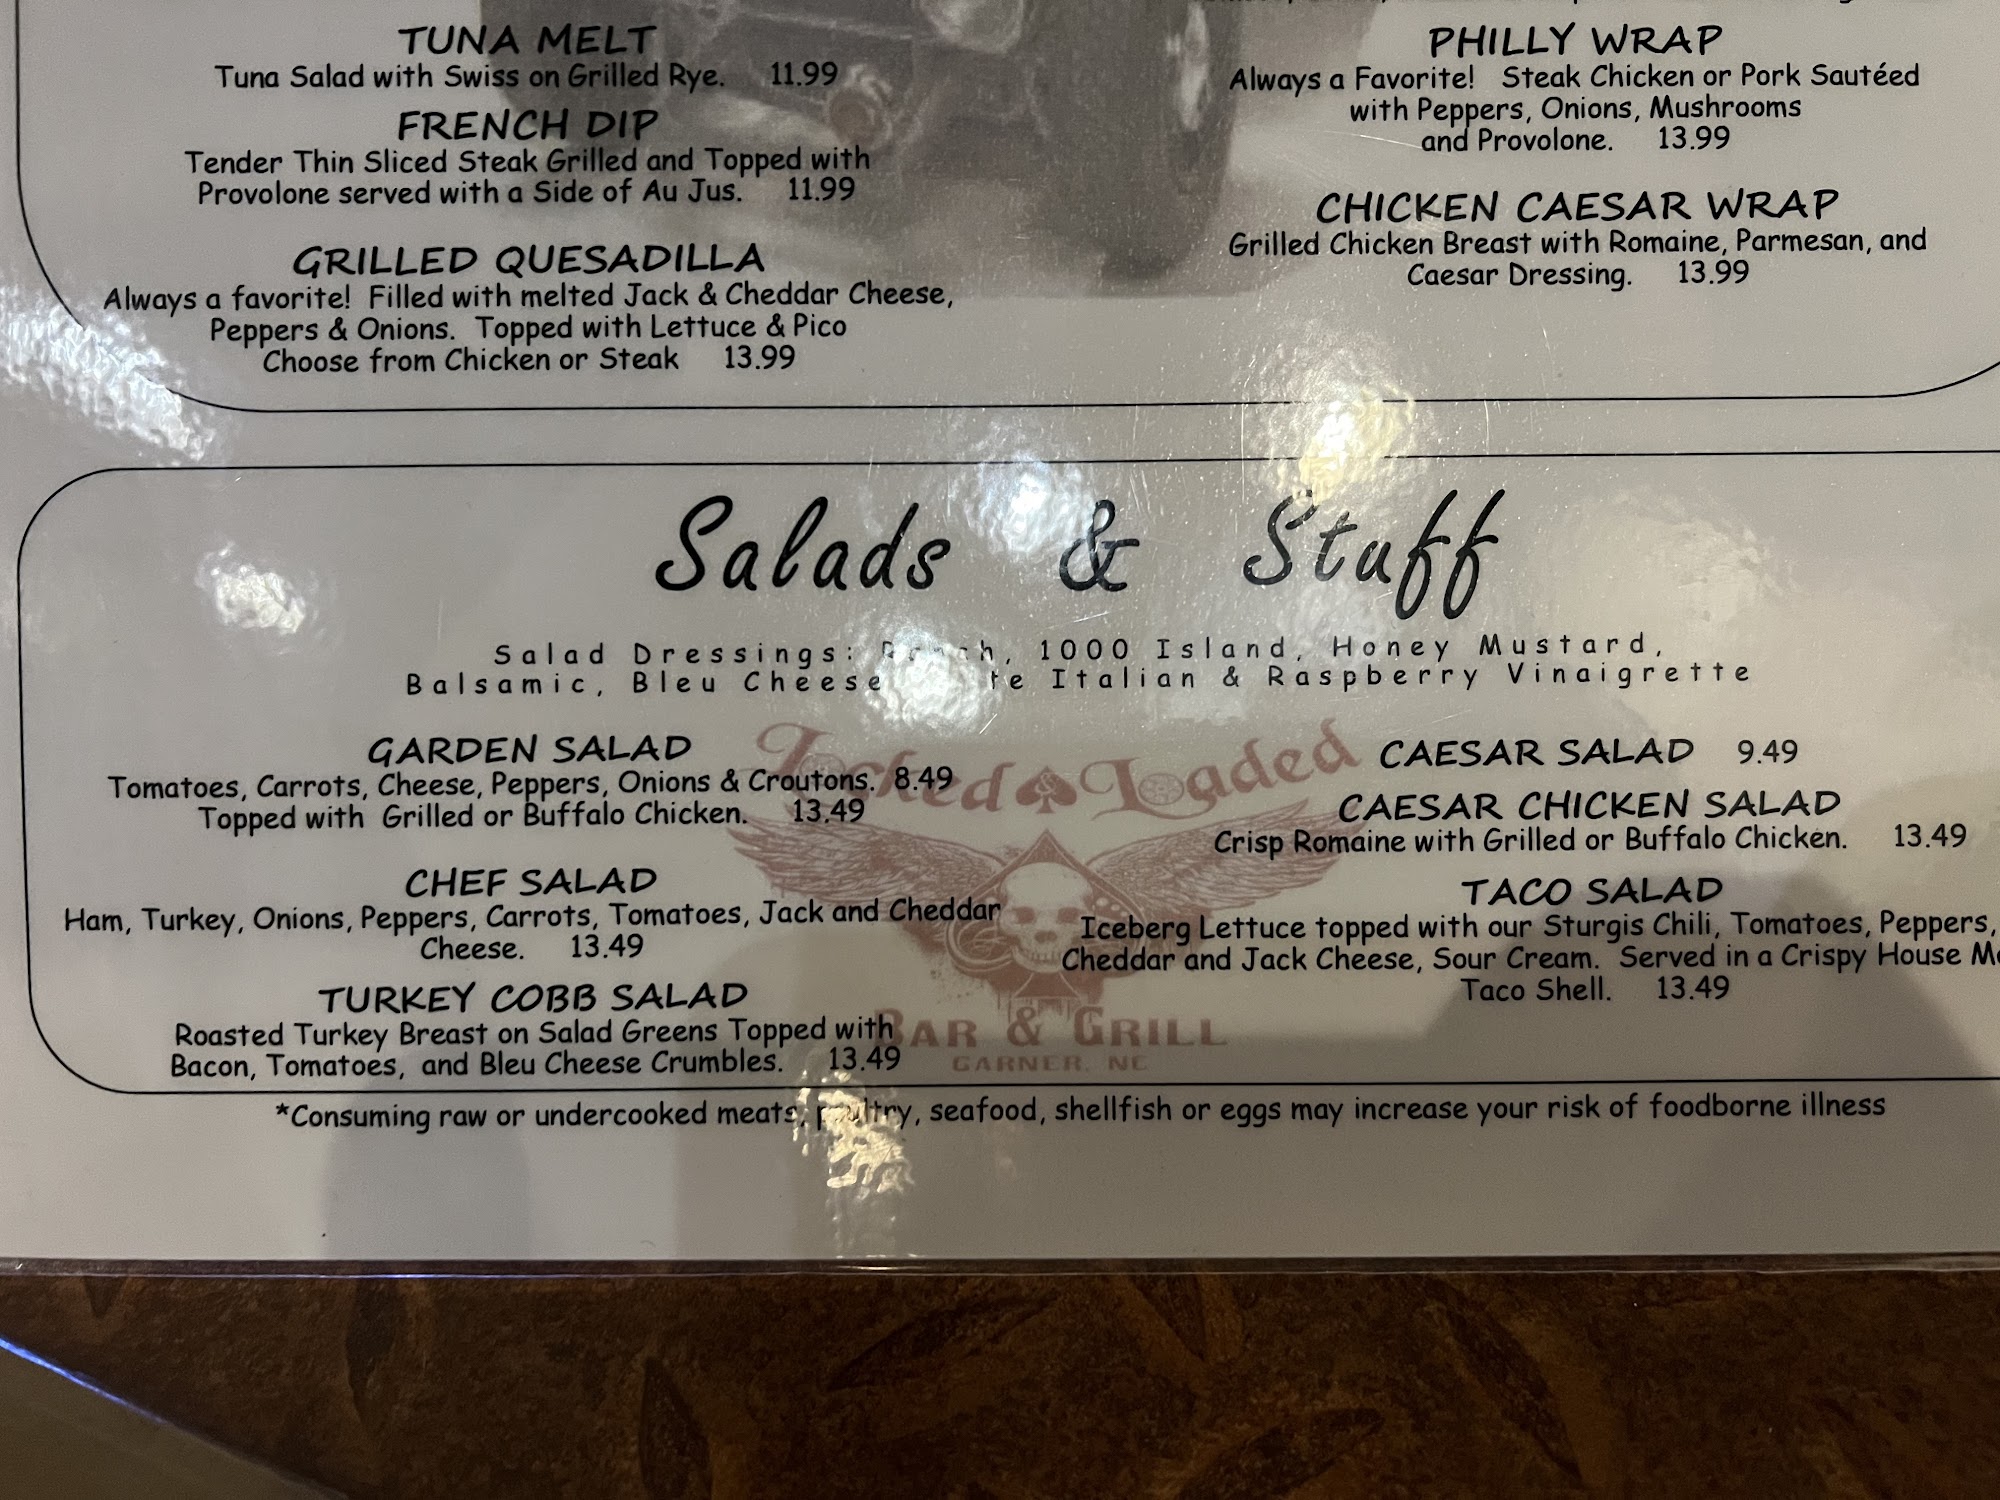 TUNA MELT
Tuna Salad with Swiss on Grilled Rye. 11.99
FRENCH DIP
Tender Thin Sliced Steak Grilled and Topped with
Provolone served with a Side of Au Jus. 11.99
GRILLED QUESADILLA
Always a favorite! Filled with melted Jack & Cheddar Cheese,
Peppers & Onions. Topped with Lettuce & Pico
Choose from Chicken or Steak 13.99
PHILLY WRAP
Always a Favorite! Steak Chicken or Pork Sautéed
with Peppers, Onions, Mushrooms
and Provolone. 13.99
CHICKEN CAESAR WRAP
Grilled Chicken Breast with Romaine, Parmesan, and
Caesar Dressing. 13.99
Salads & Stuff
Salad Dressings: Ranch, 1000 Island, Honey Mustard,
Balsamic, Bleu Cheese Italian & Raspberry Vinaigrette
GARDEN SALAD
Tomatoes, Carrots, Cheese, Peppers, Onions & Croutons. 8.49
Topped with Grilled or Buffalo Chicken. 13.49
CHEF SALAD
Ham, Turkey, Onions, Peppers, Carrots, Tomatoes, Jack and Cheddar
Cheese. 13.49
TURKEY COBB SALAD
Roasted Turkey Breast on Salad Greens Topped with
Bacon, Tomatoes, and Bleu Cheese Crumbles. 13.49
CAESAR SALAD 9.49
CAESAR CHICKEN SALAD
Crisp Romaine with Grilled or Buffalo Chicken. 13.49
TACO SALAD
Iceberg Lettuce topped with our Sturgis Chili, Tomatoes, Peppers,
Cheddar and Jack Cheese, Sour Cream. Served in a Crispy House
Taco Shell. 13.49
Locked & Loaded
BAR & GRILL
GARNER, NC
*Consuming raw or undercooked meats, poultry, seafood, shellfish or eggs may increase your risk of foodborne illness